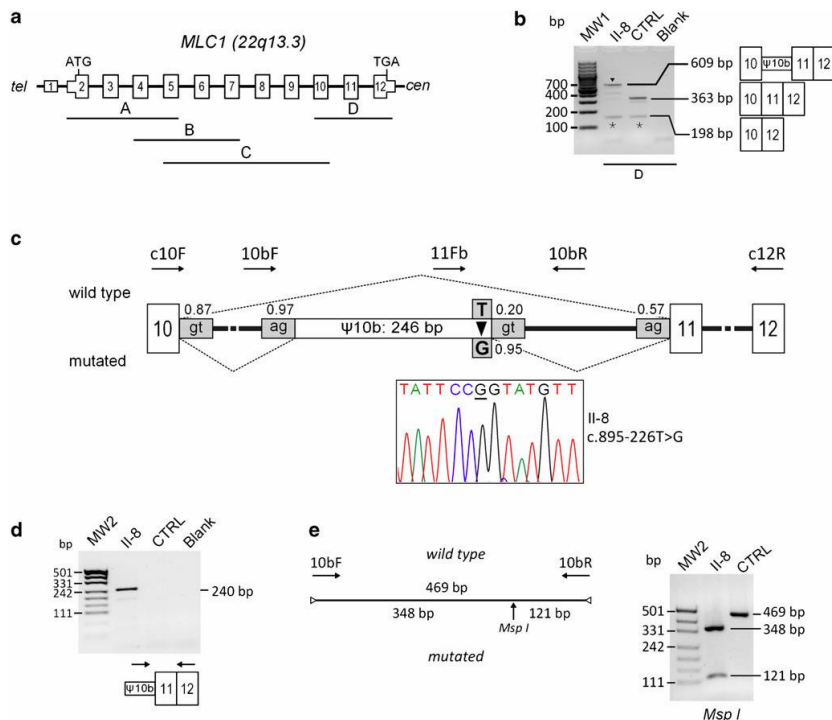 a
MLC1 (22q13.3)
ATG TGA
tel 1 2 3 4 5 6 7 8 9 10 11 12 cen
A D
B
C
b
bp MW1 II-8 CTRL Blank
700
400
200
100
* *
D
609 bp 10 Ψ10b 11 12
363 bp 10 11 12
198 bp 10 12
c
c10F 10bF 11Fb 10bR c12R
wild type
0.87 0.97 T 0.20 0.57
10 gt ag Ψ10b: 246 bp gt ag 11 12
mutated G 0.95
TATTCCGGTATGTT
II-8
c.895-226T>G
d
bp MW2 II-8 CTRL Blank
501
331
242 240 bp
111
Ψ10b 11 12
e
10bF wild type 10bR
469 bp
348 bp 121 bp
Msp I
mutated
bp MW2 II-8 CTRL
501 469 bp
331 348 bp
242
111 121 bp
Msp I